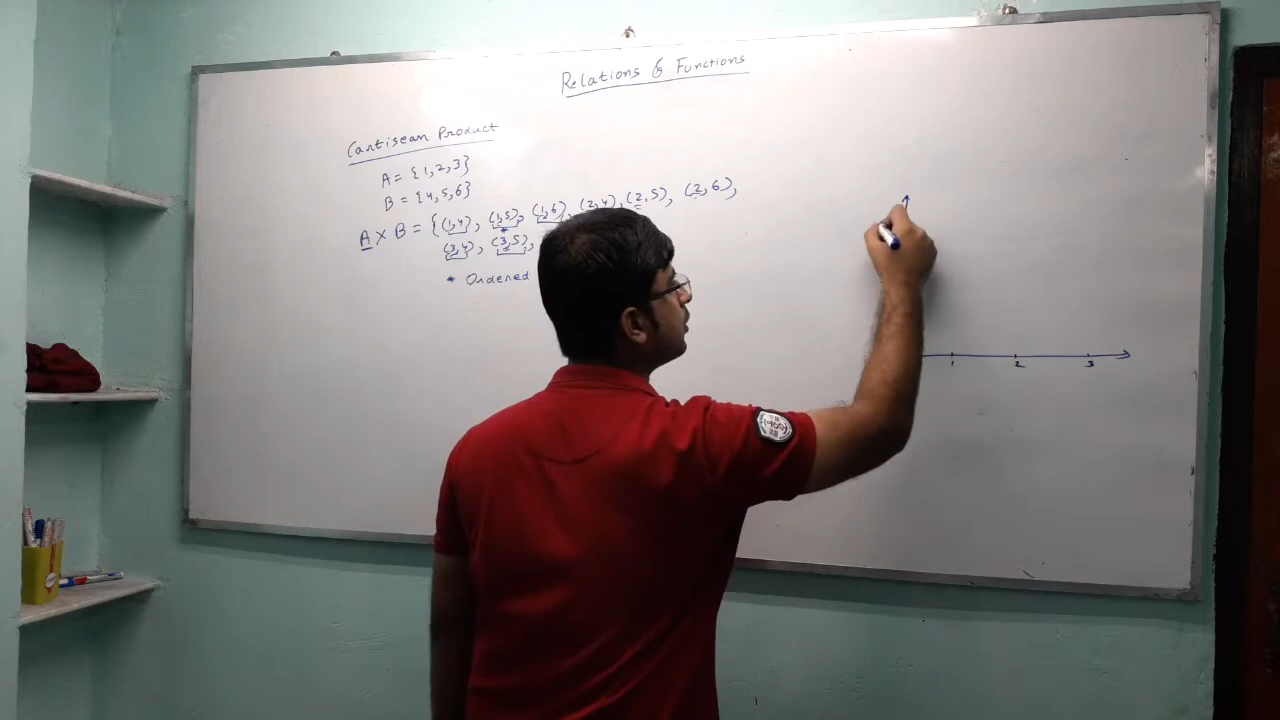 Relations & Functions
Cartisean Product
A = {1,2,3}
B = {4,5,6}
A × B = {(1,4), (1,5), (1,6), (2,4), (2,5), (2,6),
(3,4), (3,5),
* Ordered
1 2 3